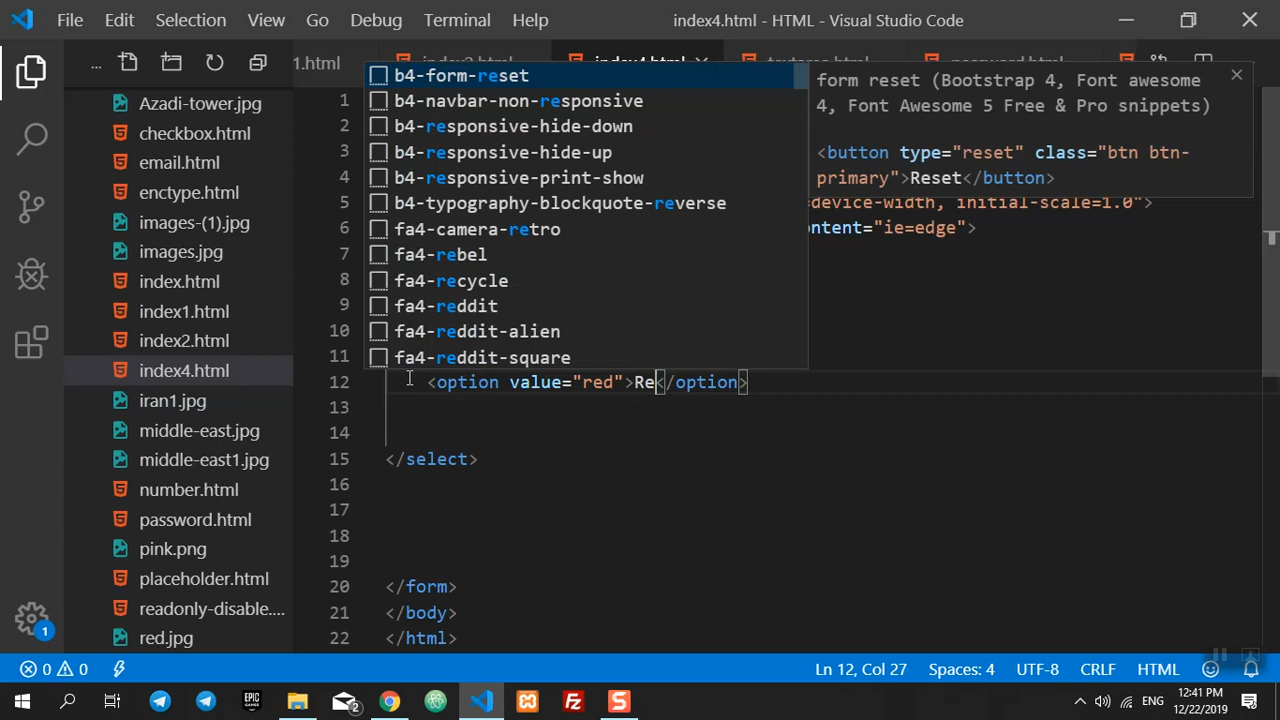 File Edit Selection View Go Debug Terminal Help index4.html - HTML - Visual Studio Code
... 1.html index4.html
Azadi-tower.jpg
checkbox.html
email.html
enctype.html
images-(1).jpg
images.jpg
index.html
index1.html
index2.html
index4.html
iran1.jpg
middle-east.jpg
middle-east1.jpg
number.html
password.html
pink.png
placeholder.html
readonly-disable....
red.jpg
1
2
3
4
5
6
7
8
9
10
11
12 <option value="red">Re</option>
13
14
15 </select>
16
17
18
19
20 </form>
21 </body>
22 </html>
b4-form-reset
b4-navbar-non-responsive
b4-responsive-hide-down
b4-responsive-hide-up
b4-responsive-print-show
b4-typography-blockquote-reverse
fa4-camera-retro
fa4-rebel
fa4-recycle
fa4-reddit
fa4-reddit-alien
fa4-reddit-square
form reset (Bootstrap 4, Font awesome
4, Font Awesome 5 Free & Pro snippets)
<button type="reset" class="btn btn-
primary">Reset</button>
=device-width, initial-scale=1.0">
ontent="ie=edge">
1
0 0 Ln 12, Col 27 Spaces: 4 UTF-8 CRLF HTML
EPIC GAMES 2 ENG 12:41 PM
12/22/2019